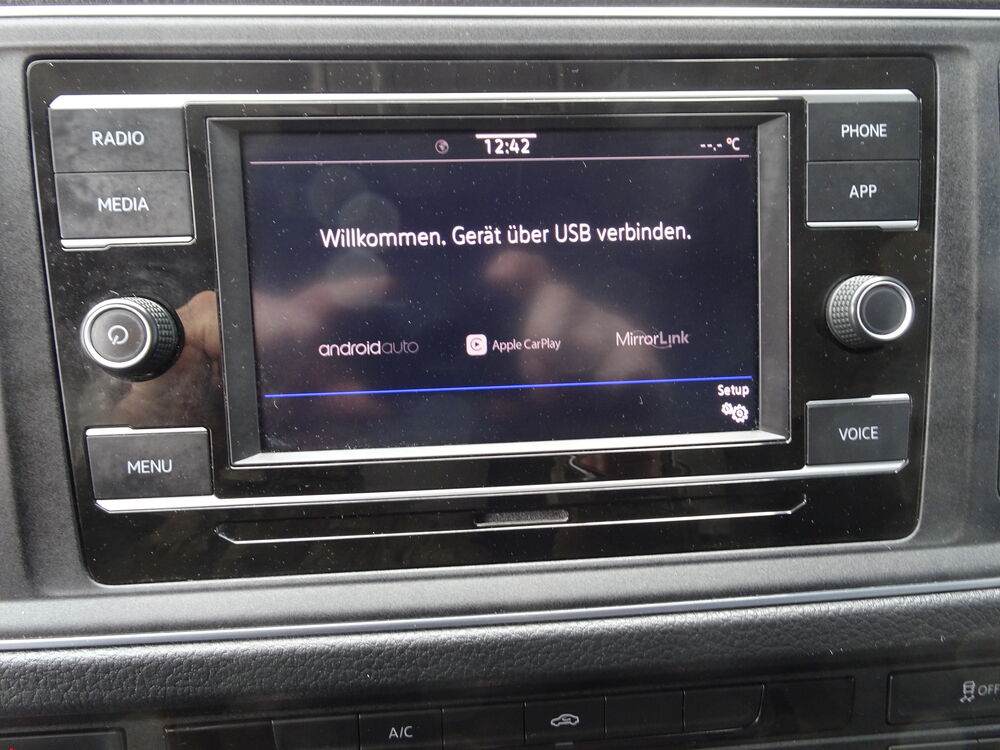 RADIO
MEDIA
12:42
--.- °C
PHONE
APP
Willkommen. Gerät über USB verbinden.
androidauto
Apple CarPlay
MirrorLink
Setup
MENU
VOICE
A/C
OFF